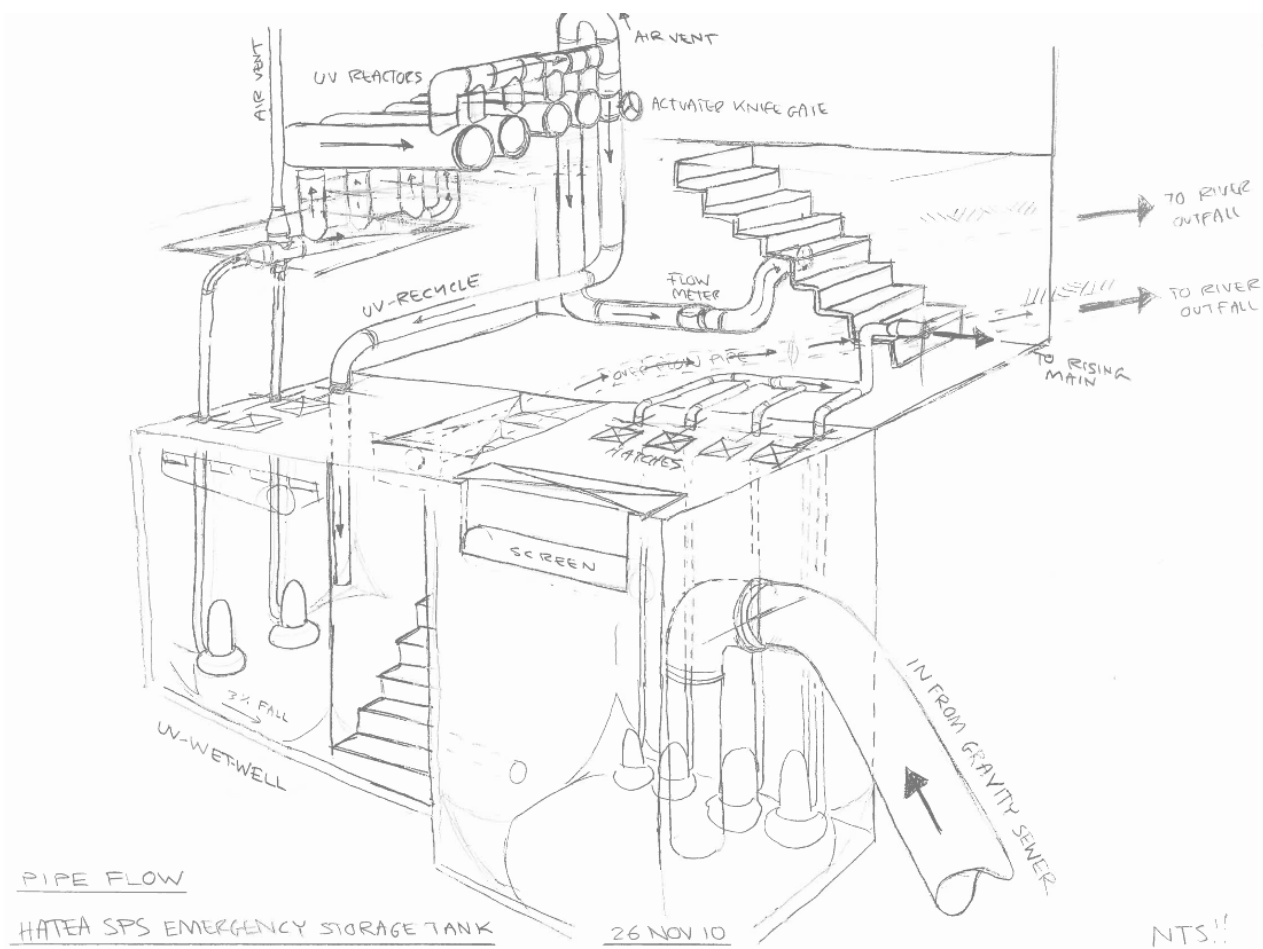 AIR VENT
AIR VENT
UV REACTORS
ACTUATED KNIFE GATE
TO RIVER
OUTFALL
UV-RECYCLE
FLOW
METER
TO RIVER
OUTFALL
OVERFLOW PIPE
TO RISING
MAIN
HATCHES
SCREEN
3% FALL
UV-WET-WELL
IN FROM GRAVITY SEWER
PIPE FLOW
HATEA SPS EMERGENCY STORAGE TANK
26 NOV 10
NTS!!